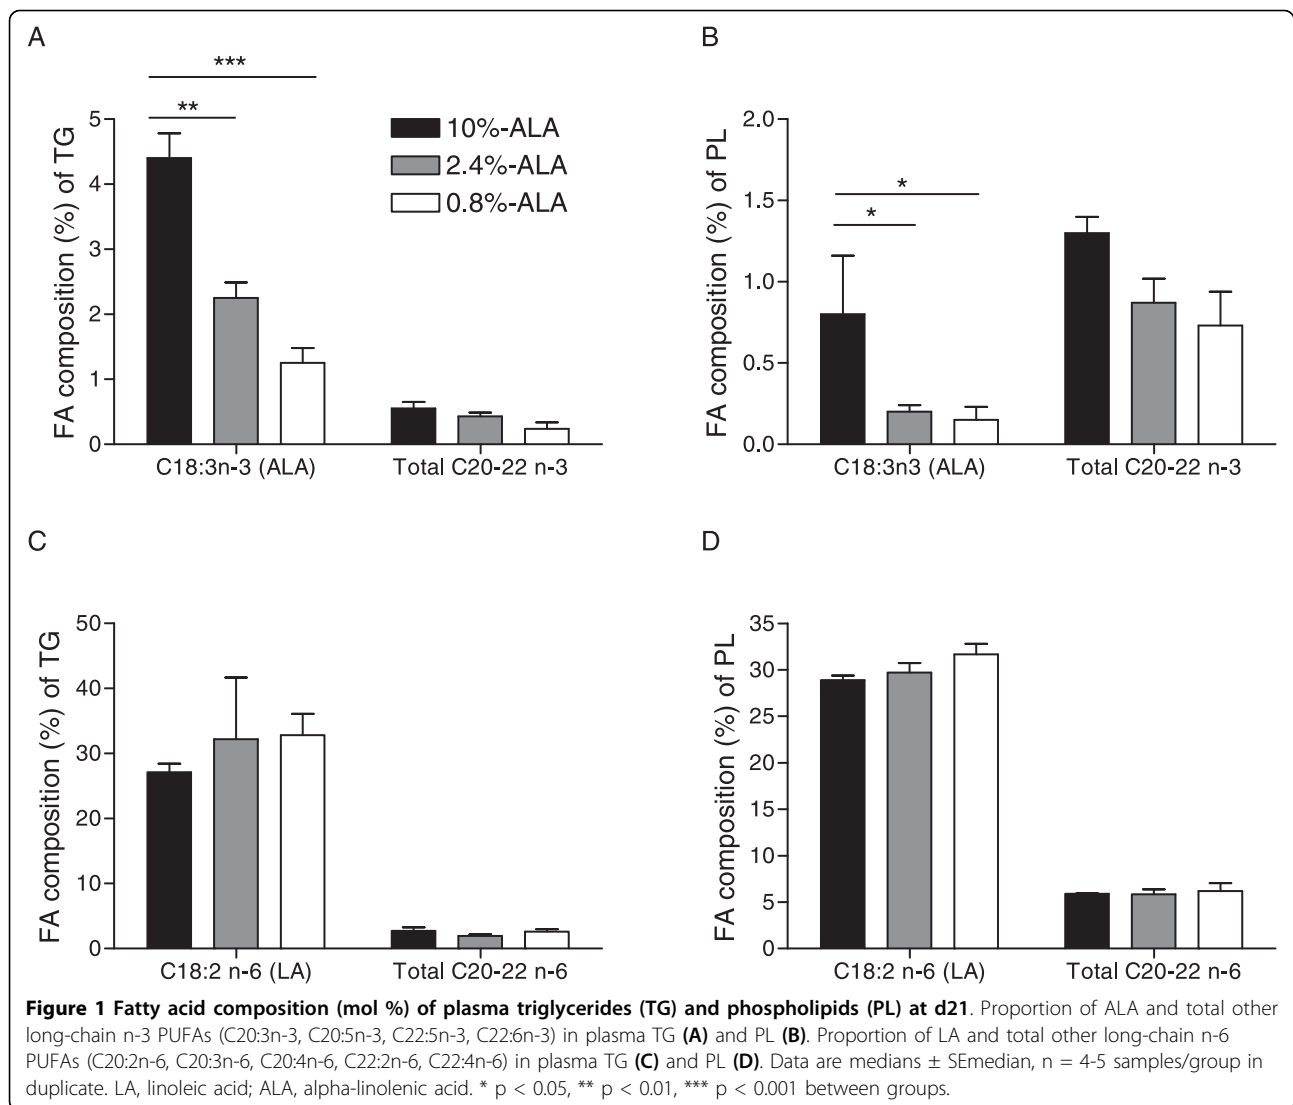 A
***
**
10%-ALA
2.4%-ALA
0.8%-ALA
FA composition (%) of TG
5
4
3
2
1
0
C18:3n-3 (ALA)
Total C20-22 n-3
B
*
*
FA composition (%) of PL
2.0
1.5
1.0
0.5
0.0
C18:3n3 (ALA)
Total C20-22 n-3
C
FA composition (%) of TG
50
40
30
20
10
0
C18:2 n-6 (LA)
Total C20-22 n-6
D
FA composition (%) of PL
35
30
25
20
15
10
5
0
C18:2 n-6 (LA)
Total C20-22 n-6
Figure 1 Fatty acid composition (mol %) of plasma triglycerides (TG) and phospholipids (PL) at d21. Proportion of ALA and total other
long-chain n-3 PUFAs (C20:3n-3, C20:5n-3, C22:5n-3, C22:6n-3) in plasma TG (A) and PL (B). Proportion of LA and total other long-chain n-6
PUFAs (C20:2n-6, C20:3n-6, C20:4n-6, C22:2n-6, C22:4n-6) in plasma TG (C) and PL (D). Data are medians ± SEmedian, n = 4-5 samples/group in
duplicate. LA, linoleic acid; ALA, alpha-linolenic acid. * p < 0.05, ** p < 0.01, *** p < 0.001 between groups.